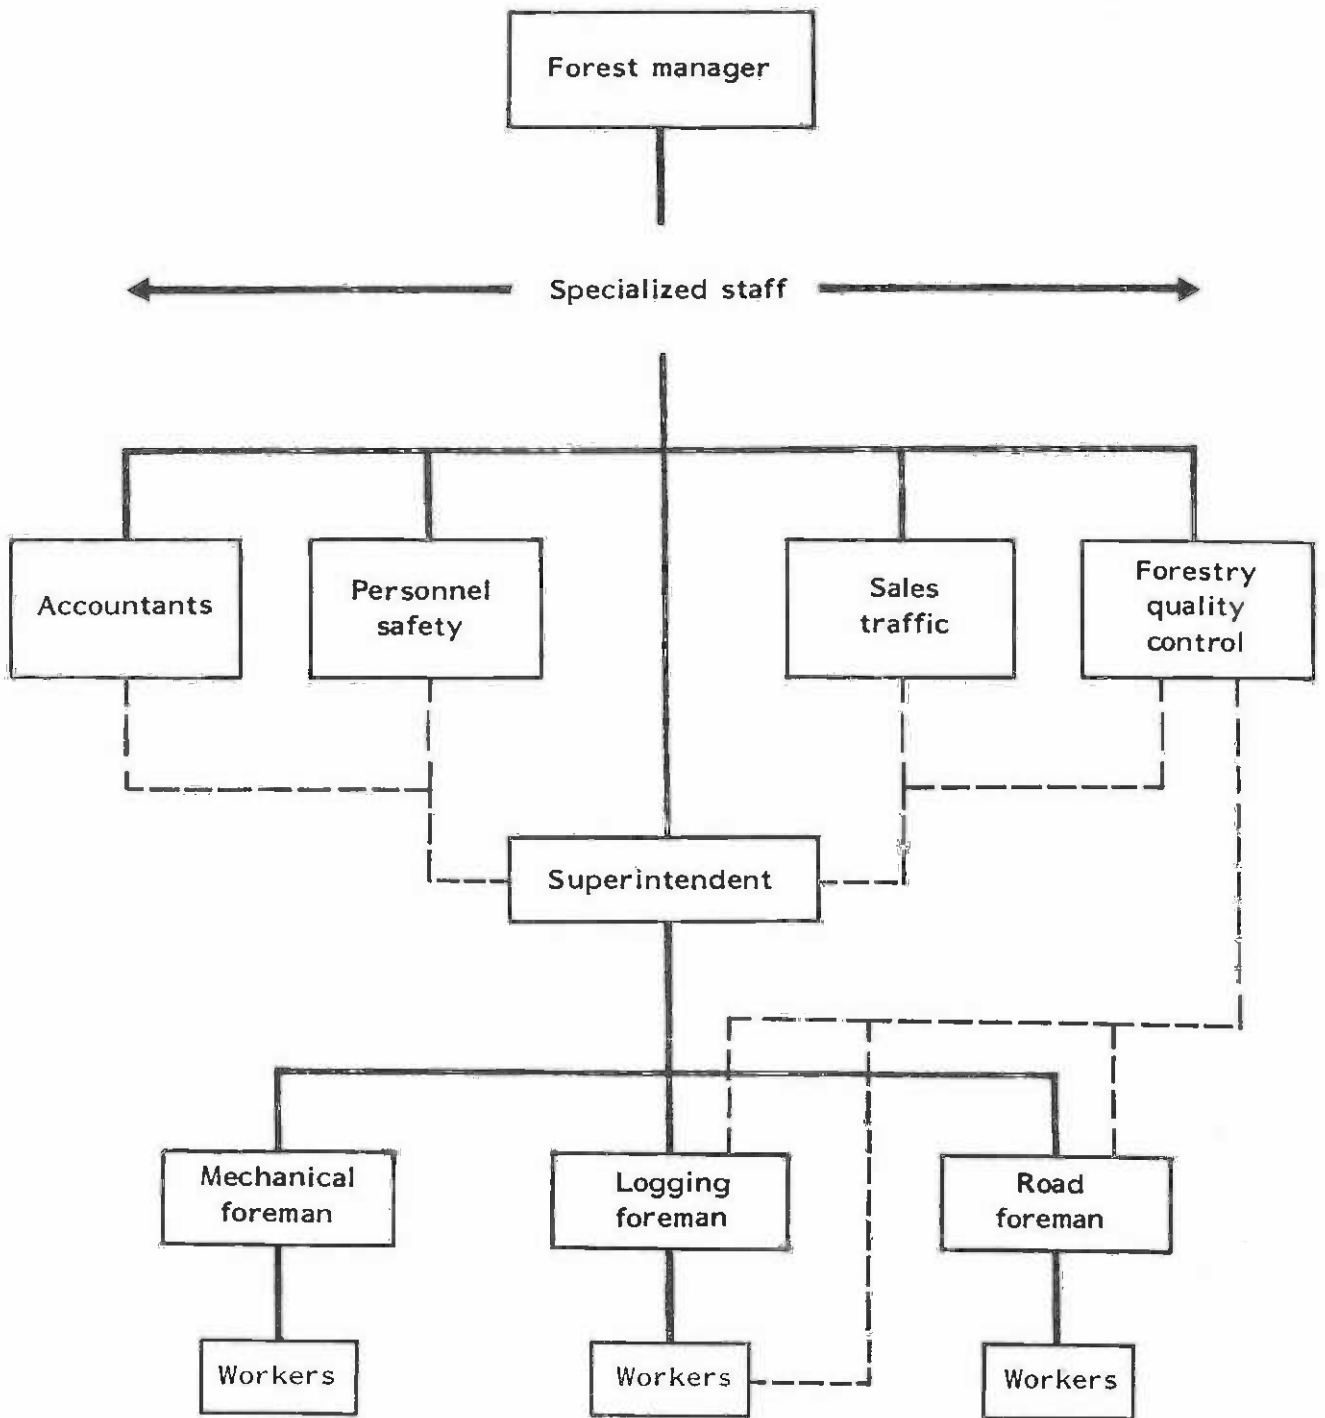 Forest manager
Specialized staff
Accountants
Personnel
safety
Sales
traffic
Forestry
quality
control
Superintendent
Mechanical
foreman
Logging
foreman
Road
foreman
Workers
Workers
Workers